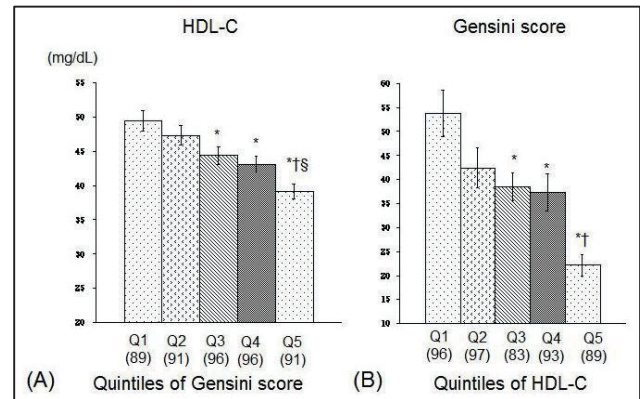 HDL-C
(mg/dL)
55
50
45
40
35
30
25
20
*
*
*†§
Q1 Q2 Q3 Q4 Q5
(89) (91) (96) (96) (91)
(A) Quintiles of Gensini score
Gensini score
60
55
50
45
40
35
30
25
20
15
10
*
*
*†
Q1 Q2 Q3 Q4 Q5
(96) (97) (83) (93) (89)
(B) Quintiles of HDL-C